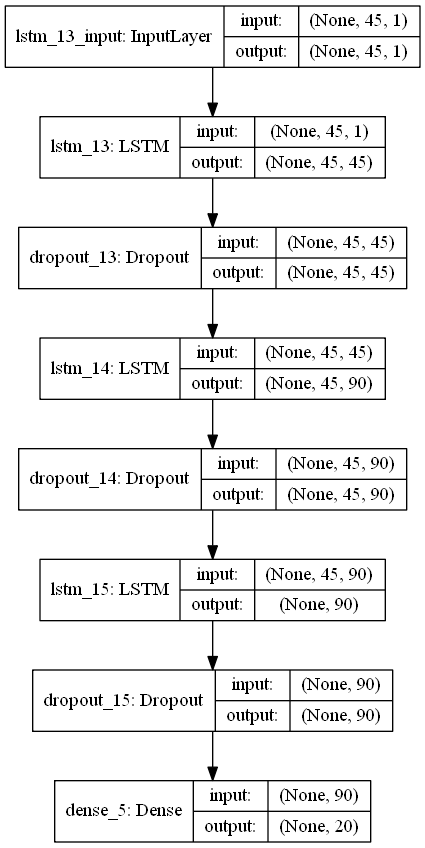 lstm_13_input: InputLayer
input: (None, 45, 1)
output: (None, 45, 1)
lstm_13: LSTM
input: (None, 45, 1)
output: (None, 45, 45)
dropout_13: Dropout
input: (None, 45, 45)
output: (None, 45, 45)
lstm_14: LSTM
input: (None, 45, 45)
output: (None, 45, 90)
dropout_14: Dropout
input: (None, 45, 90)
output: (None, 45, 90)
lstm_15: LSTM
input: (None, 45, 90)
output: (None, 90)
dropout_15: Dropout
input: (None, 90)
output: (None, 90)
dense_5: Dense
input: (None, 90)
output: (None, 20)